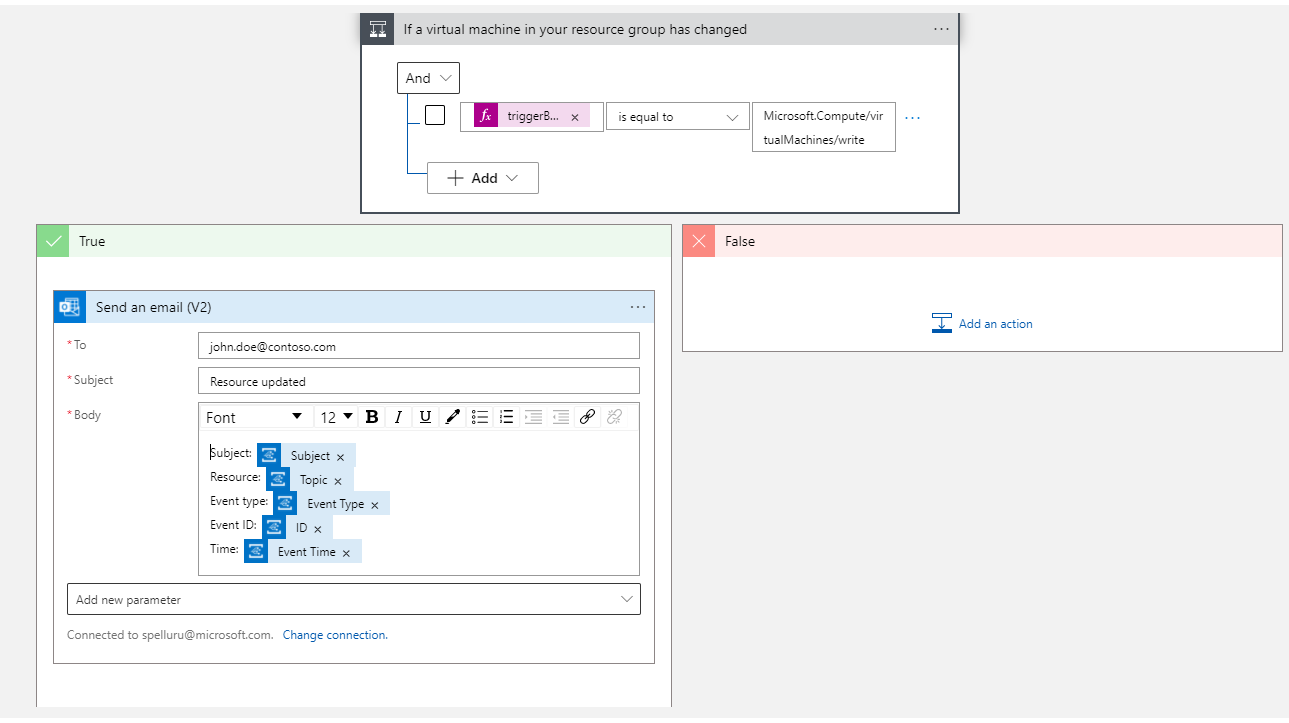 If a virtual machine in your resource group has changed
And
fx triggerB... ×
is equal to
Microsoft.Compute/vir
tualMachines/write
Add
True
False
Send an email (V2)
Add an action
* To
john.doe@contoso.com
* Subject
Resource updated
* Body
Font 12 B I U
Subject: Subject ×
Resource: Topic ×
Event type: Event Type ×
Event ID: ID ×
Time: Event Time ×
Add new parameter
Connected to spelluru@microsoft.com. Change connection.